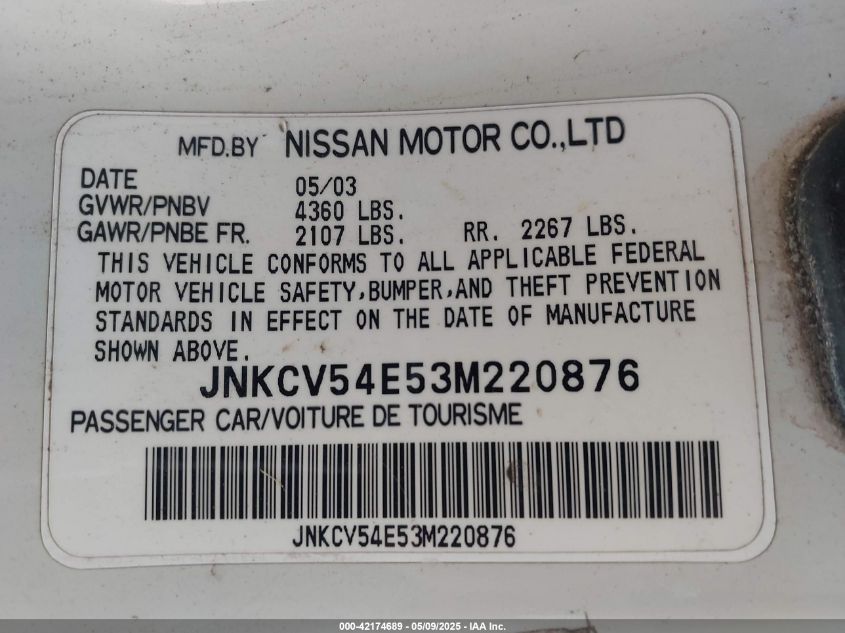 MFD.BY NISSAN MOTOR CO.,LTD
DATE 05/03
GVWR/PNBV 4360 LBS.
GAWR/PNBE FR. 2107 LBS. RR. 2267 LBS.
THIS VEHICLE CONFORMS TO ALL APPLICABLE FEDERAL
MOTOR VEHICLE SAFETY,BUMPER,AND THEFT PREVENTION
STANDARDS IN EFFECT ON THE DATE OF MANUFACTURE
SHOWN ABOVE.
JNKCV54E53M220876
PASSENGER CAR/VOITURE DE TOURISME
JNKCV54E53M220876
000-42174689 - 05/09/2025 - IAA Inc.